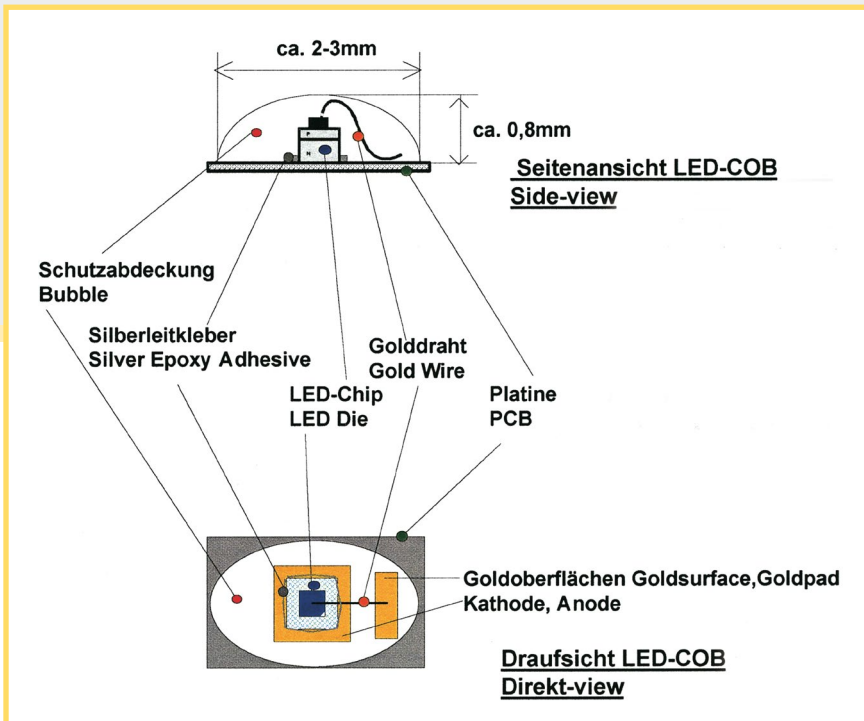 ca. 2-3mm
ca. 0,8mm
P
N
Seitenansicht LED-COB
Side-view
Schutzabdeckung
Bubble
Silberleitkleber
Silver Epoxy Adhesive
LED-Chip
LED Die
Golddraht
Gold Wire
Platine
PCB
Goldoberflächen Goldsurface,Goldpad
Kathode, Anode
Draufsicht LED-COB
Direkt-view